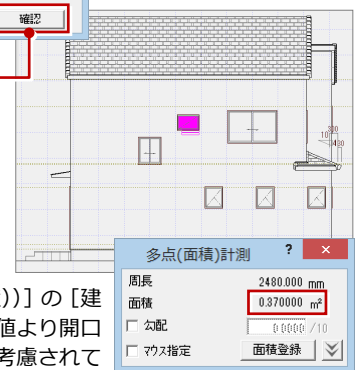 確認
多点(面積)計測 ? ×
周長 2480.000 mm
面積 0.370000 m²
勾配 0.0000 /10
マウス指定 面積登録
))]の[建
値より開口
考慮されて